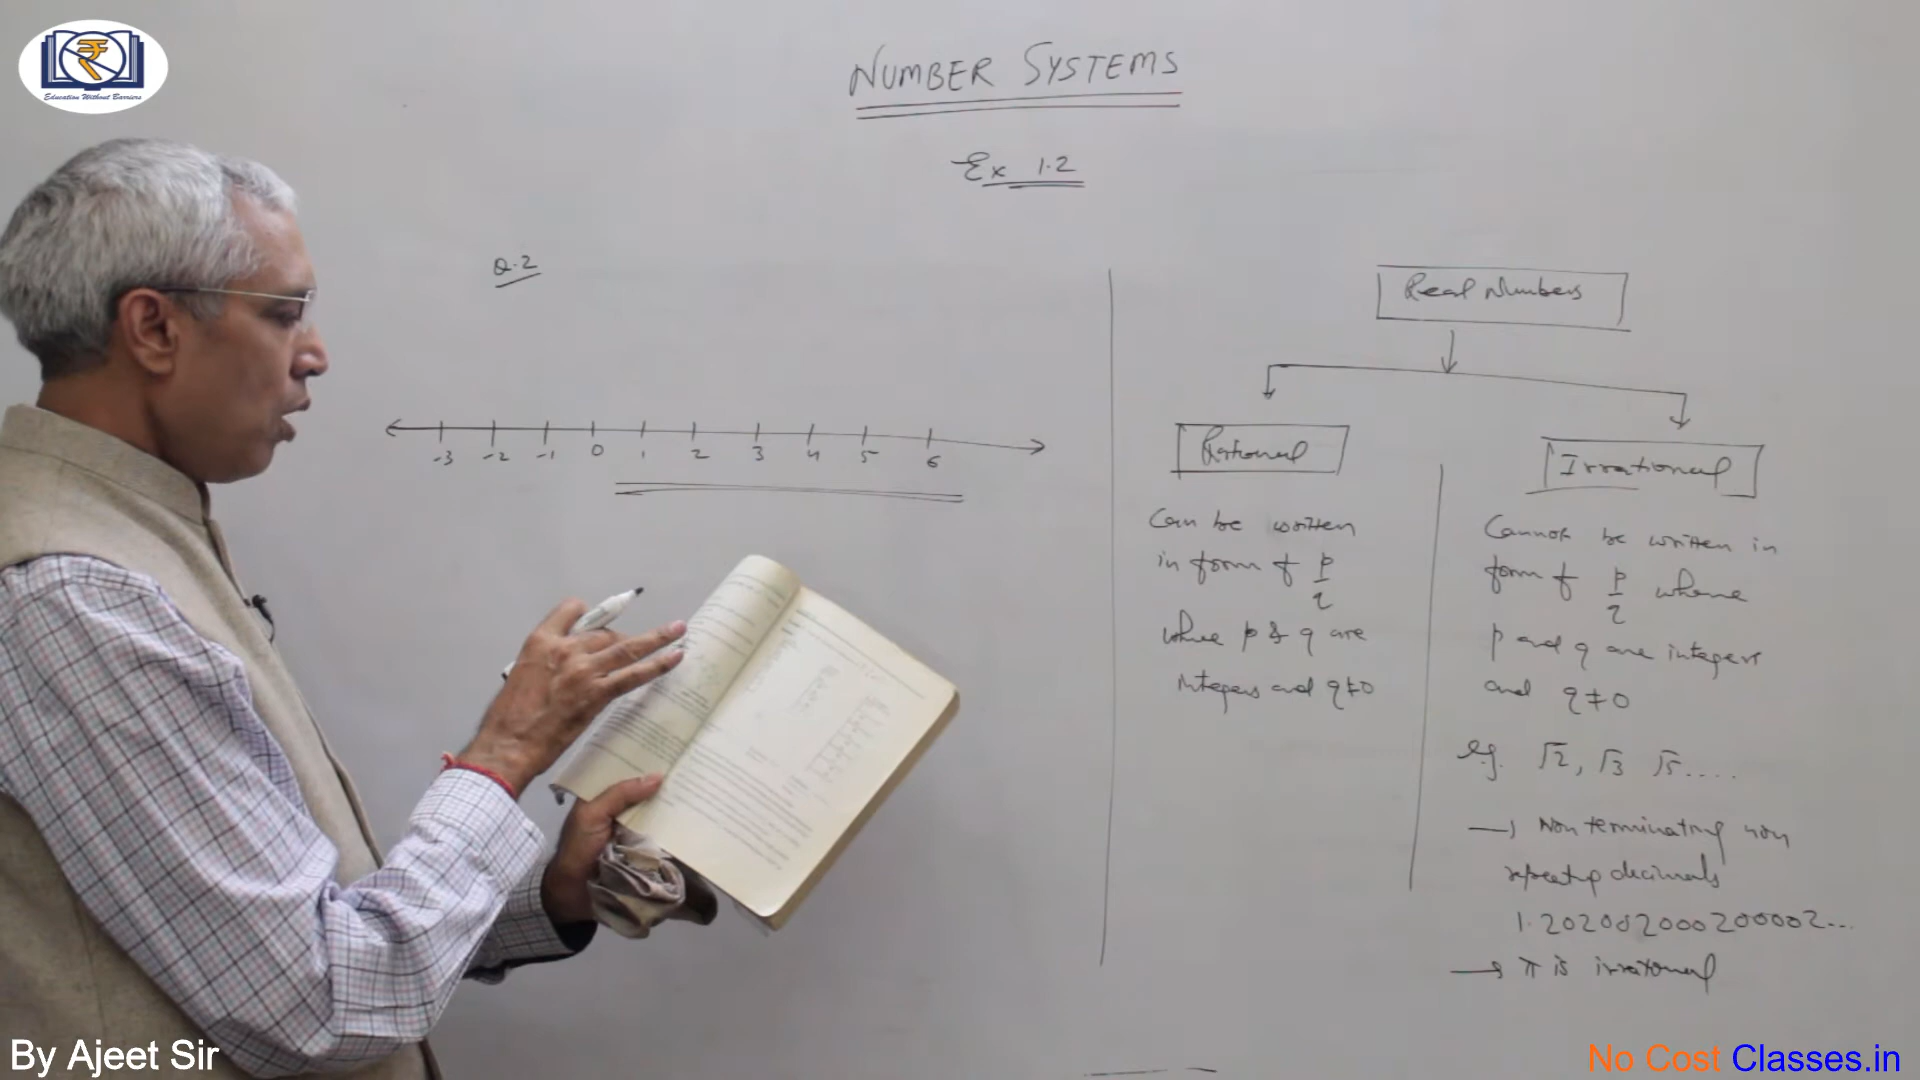 Education Without Barriers
NUMBER SYSTEMS
Ex 1.2
Q.2
-3 -2 -1 0 1 2 3 4 5 6
Real Numbers
Rational
Can be written
in form of p/q
where p & q are
integers and q≠0
Irrational
Cannot be written in
form of p/q where
p and q are integers
and q≠0
e.g. √2, √3 √5....
→ Non terminating non
repeating decimals
1.20200200020000 2...
→ π is irrational
By Ajeet Sir
No Cost Classes.in